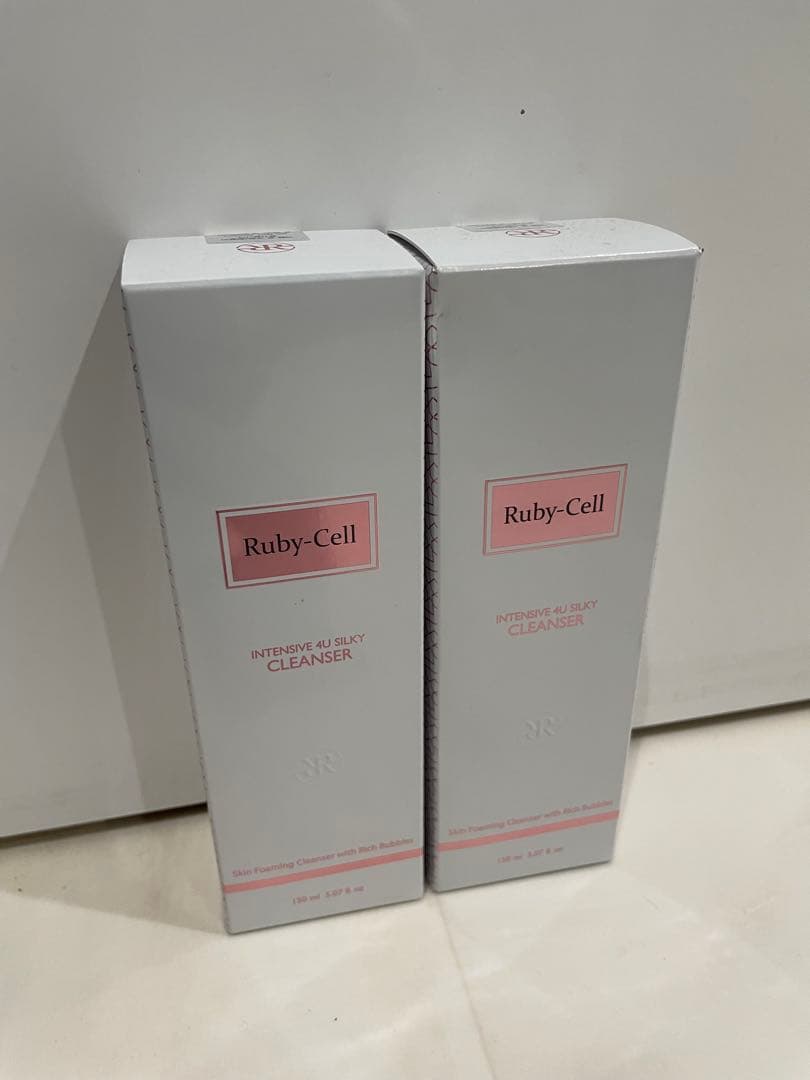 Ruby-Cell
INTENSIVE 4U SILKY
CLEANSER
Skin Foaming Cleanser with Rich Bubbles
150 ml 5.07 fl oz
Ruby-Cell
INTENSIVE 4U SILKY
CLEANSER
Skin Foaming Cleanser with Rich Bubbles
150 ml 5.07 fl oz